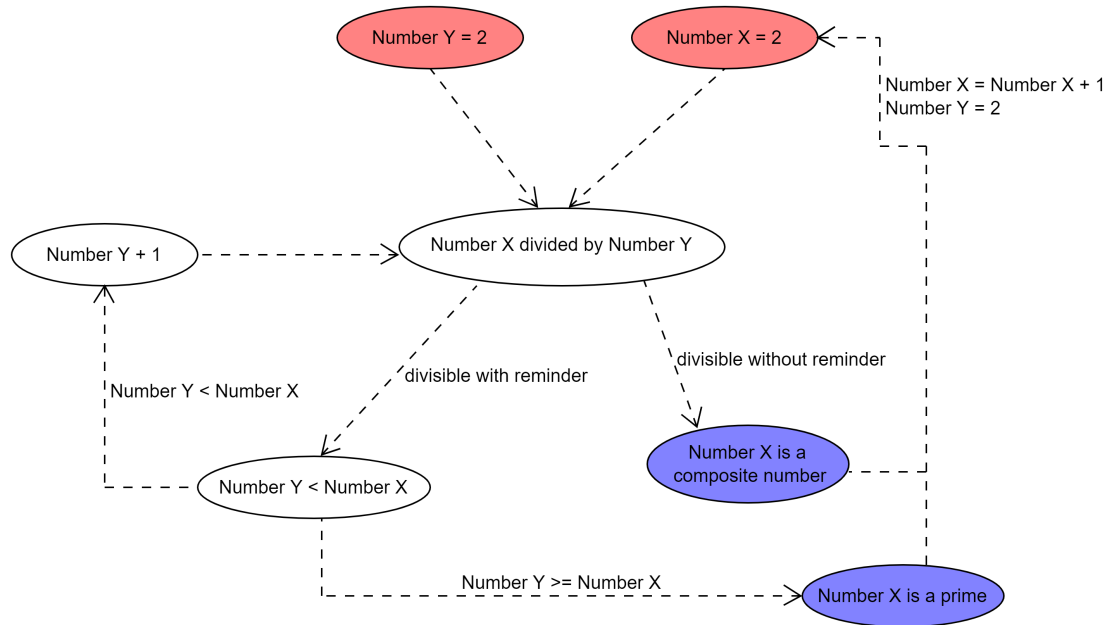 Number Y = 2
Number X = 2
Number X = Number X + 1
Number Y = 2
Number Y + 1
Number X divided by Number Y
divisible with reminder
divisible without reminder
Number Y < Number X
Number X is a
composite number
Number Y < Number X
Number Y >= Number X
Number X is a prime